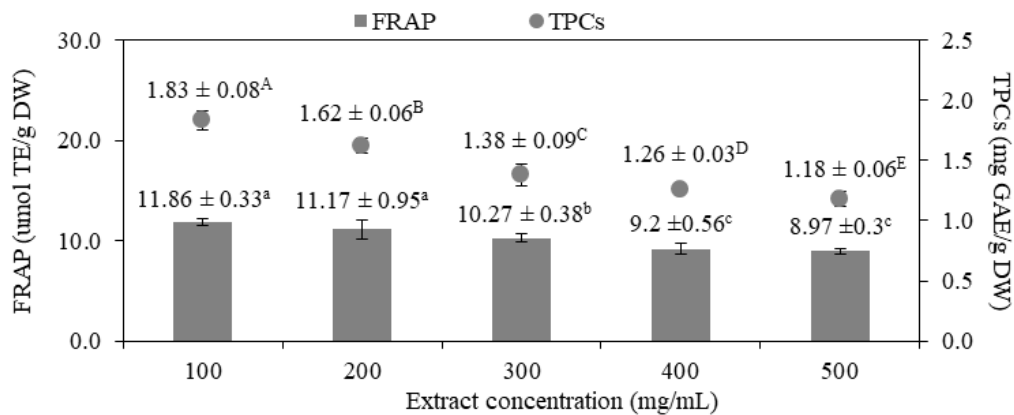 FRAP TPCs
30.0
20.0
10.0
0.0
FRAP (umol TE/g DW)
1.83 ± 0.08ᴬ
1.62 ± 0.06ᴮ
1.38 ± 0.09ᶜ
1.26 ± 0.03ᴰ
1.18 ± 0.06ᴱ
11.86 ± 0.33ᵃ
11.17 ± 0.95ᵃ
10.27 ± 0.38ᵇ
9.2 ±0.56ᶜ
8.97 ±0.3ᶜ
2.5
2.0
1.5
1.0
0.5
0.0
TPCs (mg GAE/g DW)
100 200 300 400 500
Extract concentration (mg/mL)